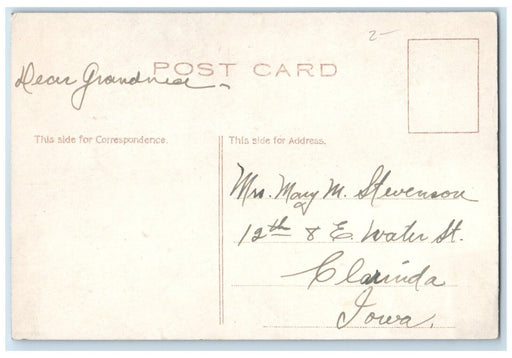 2-
POST CARD
Dear Grandma
This side for Correspondence.
This side for Address.
Mrs. Mary M. Stevenson
12th & E. Water St.
Clarinda
Iowa.